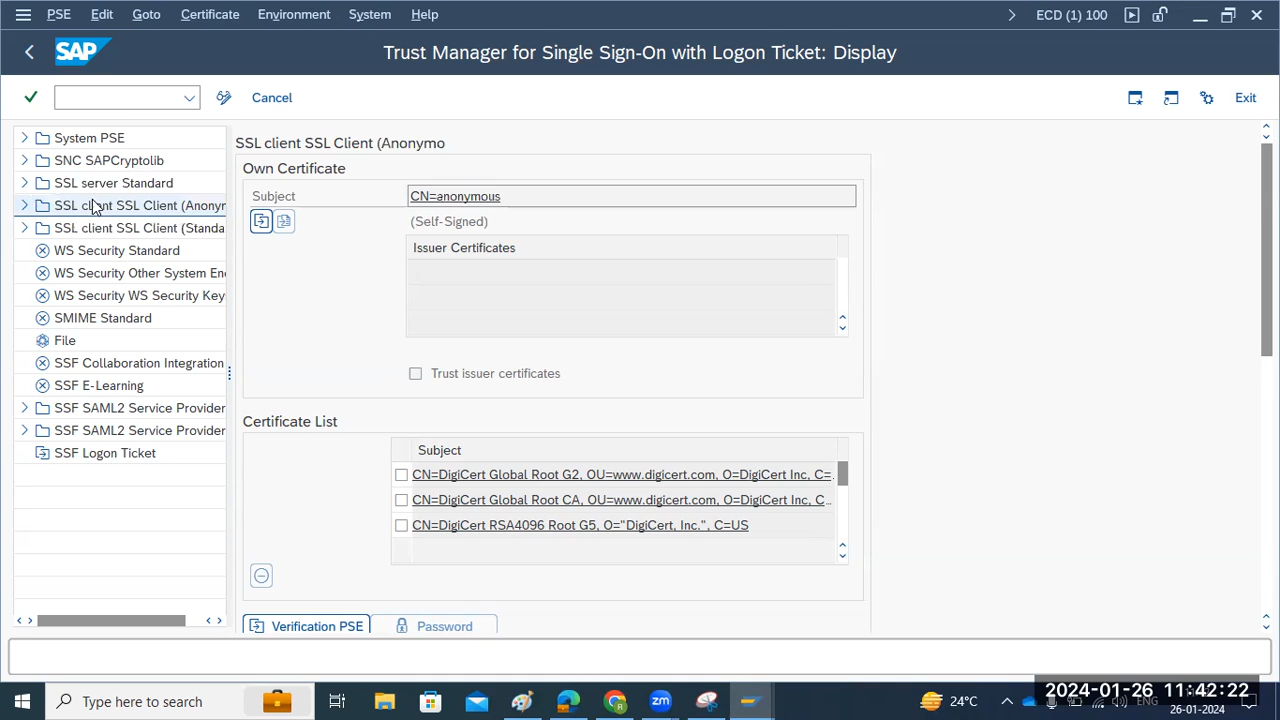 PSE Edit Goto Certificate Environment System Help ECD (1) 100
SAP Trust Manager for Single Sign-On with Logon Ticket: Display
Cancel Exit
System PSE
SNC SAPCryptolib
SSL server Standard
SSL client SSL Client (Anonyr
SSL client SSL Client (Standa
WS Security Standard
WS Security Other System En
WS Security WS Security Key
SMIME Standard
File
SSF Collaboration Integration
SSF E-Learning
SSF SAML2 Service Provider
SSF SAML2 Service Provider
SSF Logon Ticket
SSL client SSL Client (Anonymo
Own Certificate
Subject CN=anonymous
(Self-Signed)
Issuer Certificates
Trust issuer certificates
Certificate List
Subject
CN=DigiCert Global Root G2, OU=www.digicert.com, O=DigiCert Inc, C=
CN=DigiCert Global Root CA, OU=www.digicert.com, O=DigiCert Inc, C...
CN=DigiCert RSA4096 Root G5, O="DigiCert, Inc.", C=US
Verification PSE Password
Type here to search
24°C
ENG
2024-01-26 11:42:22
26-01-2024